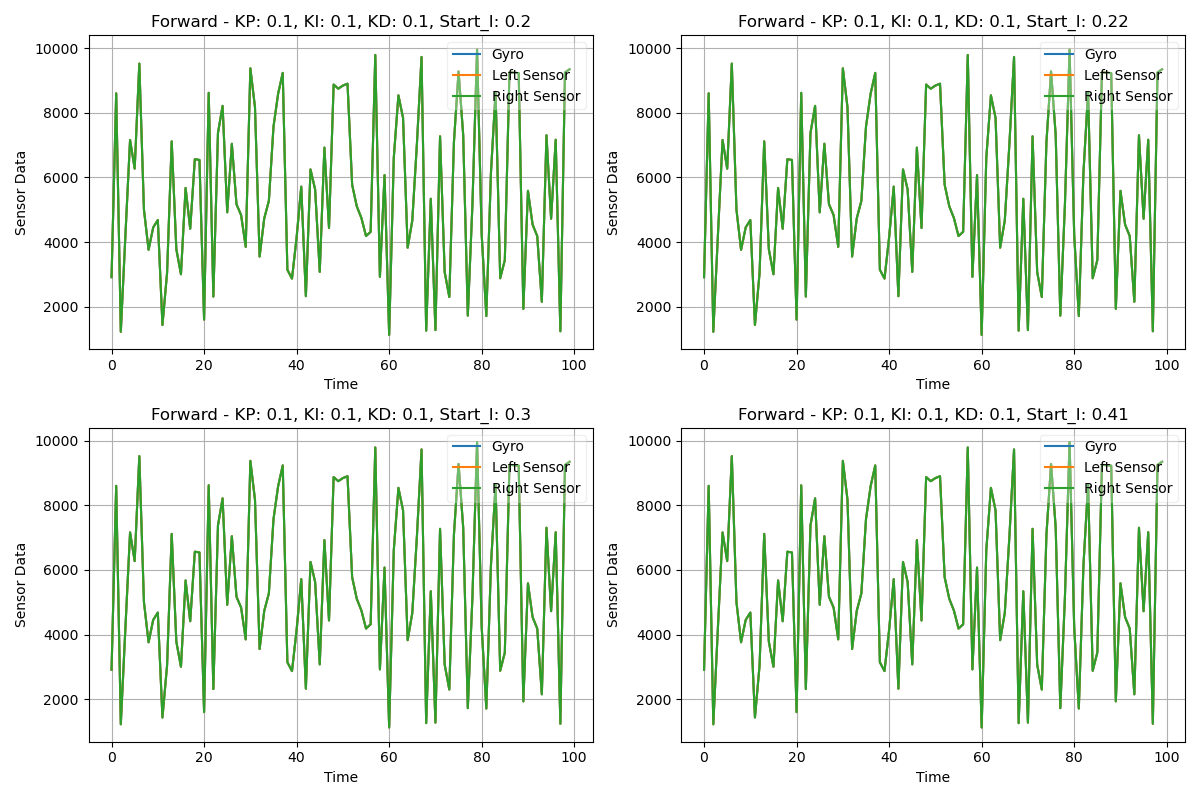 Forward - KP: 0.1, KI: 0.1, KD: 0.1, Start_I: 0.2
10000
8000
6000
4000
2000
Sensor Data
Gyro
Left Sensor
Right Sensor
0
20
40
60
80
100
Time
Forward - KP: 0.1, KI: 0.1, KD: 0.1, Start_I: 0.22
10000
8000
6000
4000
2000
Sensor Data
Gyro
Left Sensor
Right Sensor
0
20
40
60
80
100
Time
Forward - KP: 0.1, KI: 0.1, KD: 0.1, Start_I: 0.3
10000
8000
6000
4000
2000
Sensor Data
Gyro
Left Sensor
Right Sensor
0
20
40
60
80
100
Time
Forward - KP: 0.1, KI: 0.1, KD: 0.1, Start_I: 0.41
10000
8000
6000
4000
2000
Sensor Data
Gyro
Left Sensor
Right Sensor
0
20
40
60
80
100
Time